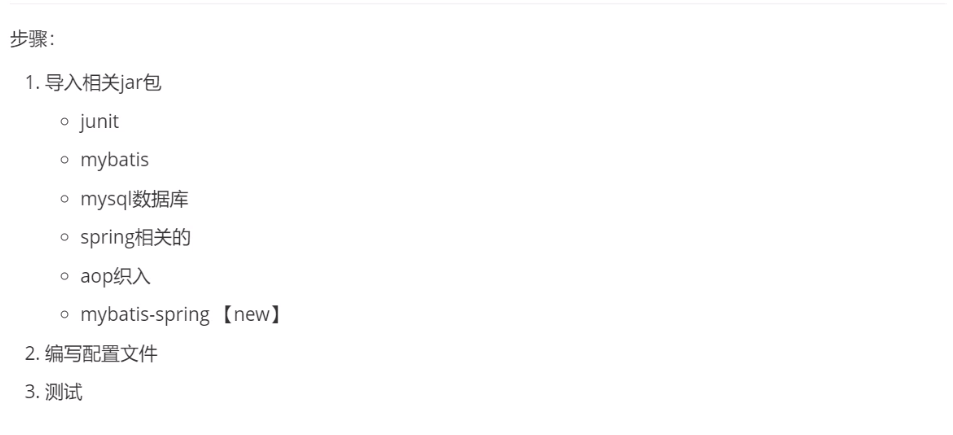 步骤：
1. 导入相关jar包
○ junit
○ mybatis
○ mysql数据库
○ spring相关的
○ aop织入
○ mybatis-spring 【new】
2. 编写配置文件
3. 测试